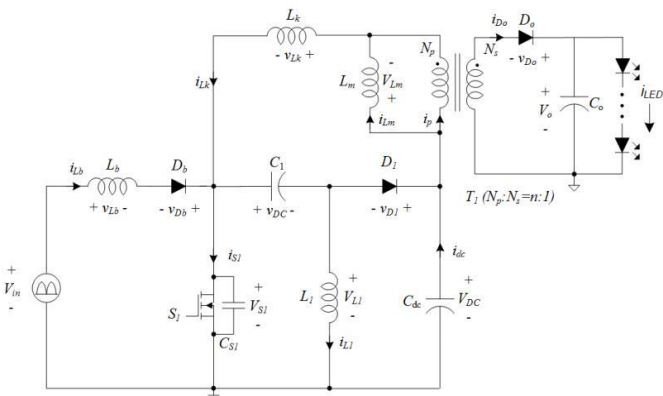 L_k
- v_Lk +
i_Lk
L_m
-
V_Lm
+
i_Lm
N_p
i_p
N_s
i_Do
D_o
- v_Do +
+
V_o
-
C_o
i_LED
T_1 (N_p:N_s=n:1)
i_Lb
L_b
+ v_Lb -
D_b
- v_Db +
C_1
+ v_DC -
D_1
- v_D1 +
+
V_in
-
i_S1
S_1
+
V_S1
-
C_S1
L_1
+
V_L1
-
i_L1
i_dc
C_dc
+
V_DC
-